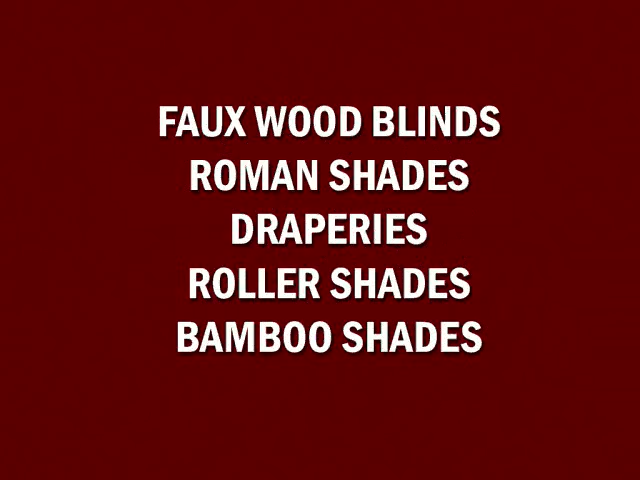 FAUX WOOD BLINDS
ROMAN SHADES
DRAPERIES
ROLLER SHADES
BAMBOO SHADES